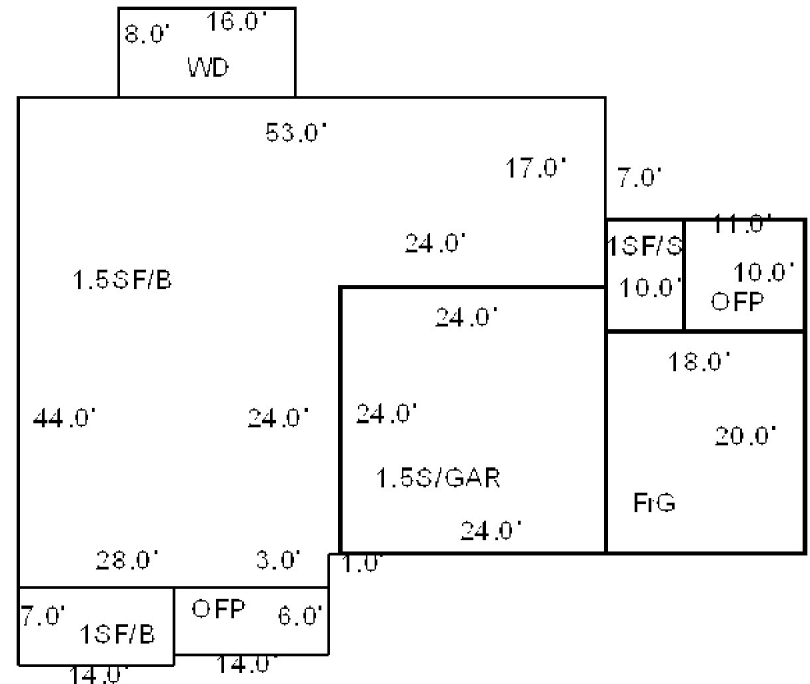 8.0' 16.0'
WD
53.0'
17.0' 7.0'
11.0'
24.0' 1SF/S
10.0' 10.0'
1.5SF/B OFP
24.0'
18.0'
44.0' 24.0' 24.0' 20.0'
1.5S/GAR
FrG
24.0'
28.0' 3.0' 1.0'
7.0' OFP 6.0'
1SF/B
14.0' 14.0'